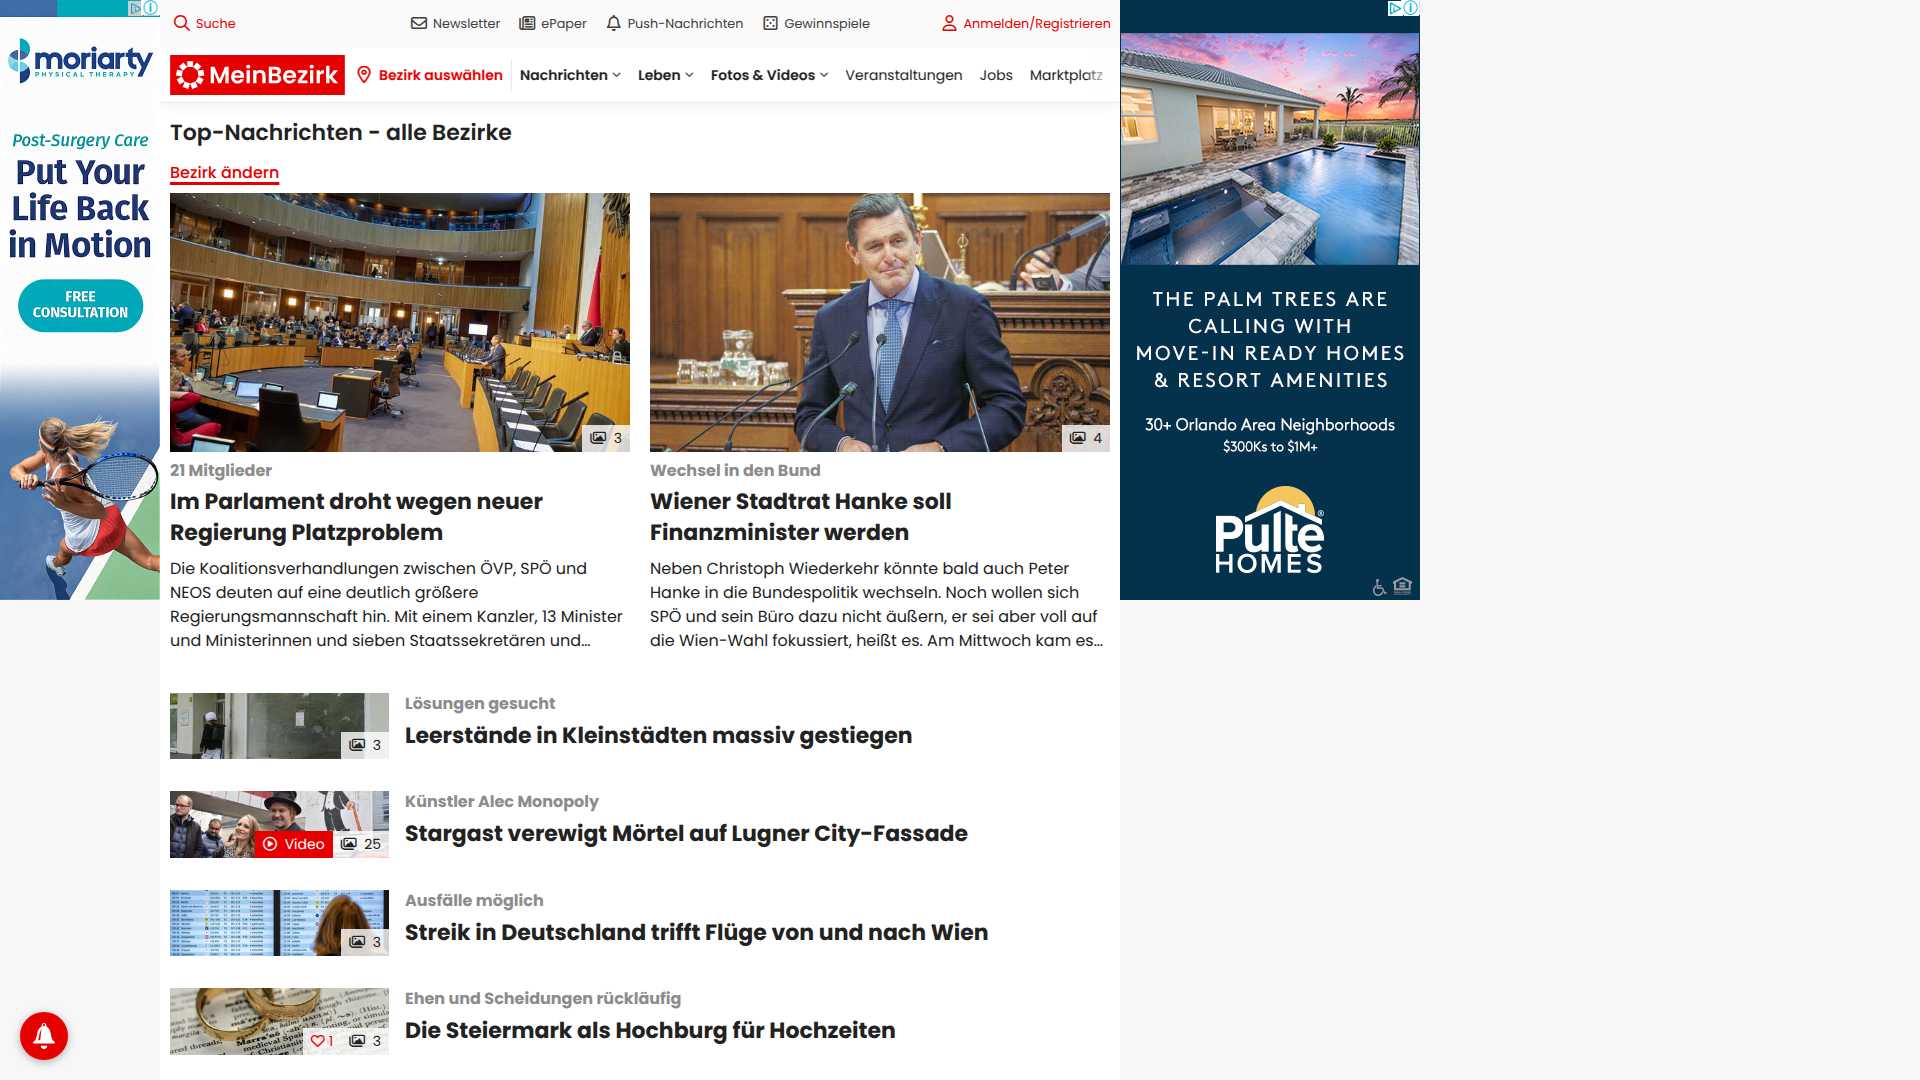 Suche
Newsletter
ePaper
Push-Nachrichten
Gewinnspiele
Anmelden/Registrieren
MeinBezirk
Bezirk auswählen
Nachrichten
Leben
Fotos & Videos
Veranstaltungen
Jobs
Marktplatz
moriarty
PHYSICAL THERAPY
Post-Surgery Care
Put Your
Life Back
in Motion
FREE
CONSULTATION
Top-Nachrichten - alle Bezirke
Bezirk ändern
3
21 Mitglieder
Im Parlament droht wegen neuer
Regierung Platzproblem
Die Koalitionsverhandlungen zwischen ÖVP, SPÖ und
NEOS deuten auf eine deutlich größere
Regierungsmannschaft hin. Mit einem Kanzler, 13 Minister
und Ministerinnen und sieben Staatssekretären und...
4
Wechsel in den Bund
Wiener Stadtrat Hanke soll
Finanzminister werden
Neben Christoph Wiederkehr könnte bald auch Peter
Hanke in die Bundespolitik wechseln. Noch wollen sich
SPÖ und sein Büro dazu nicht äußern, er sei aber voll auf
die Wien-Wahl fokussiert, heißt es. Am Mittwoch kam es...
3
Lösungen gesucht
Leerstände in Kleinstädten massiv gestiegen
Video
25
Künstler Alec Monopoly
Stargast verewigt Mörtel auf Lugner City-Fassade
3
Ausfälle möglich
Streik in Deutschland trifft Flüge von und nach Wien
1
3
Ehen und Scheidungen rückläufig
Die Steiermark als Hochburg für Hochzeiten
THE PALM TREES ARE
CALLING WITH
MOVE-IN READY HOMES
& RESORT AMENITIES
30+ Orlando Area Neighborhoods
$300Ks to $1M+
Pulte®
HOMES